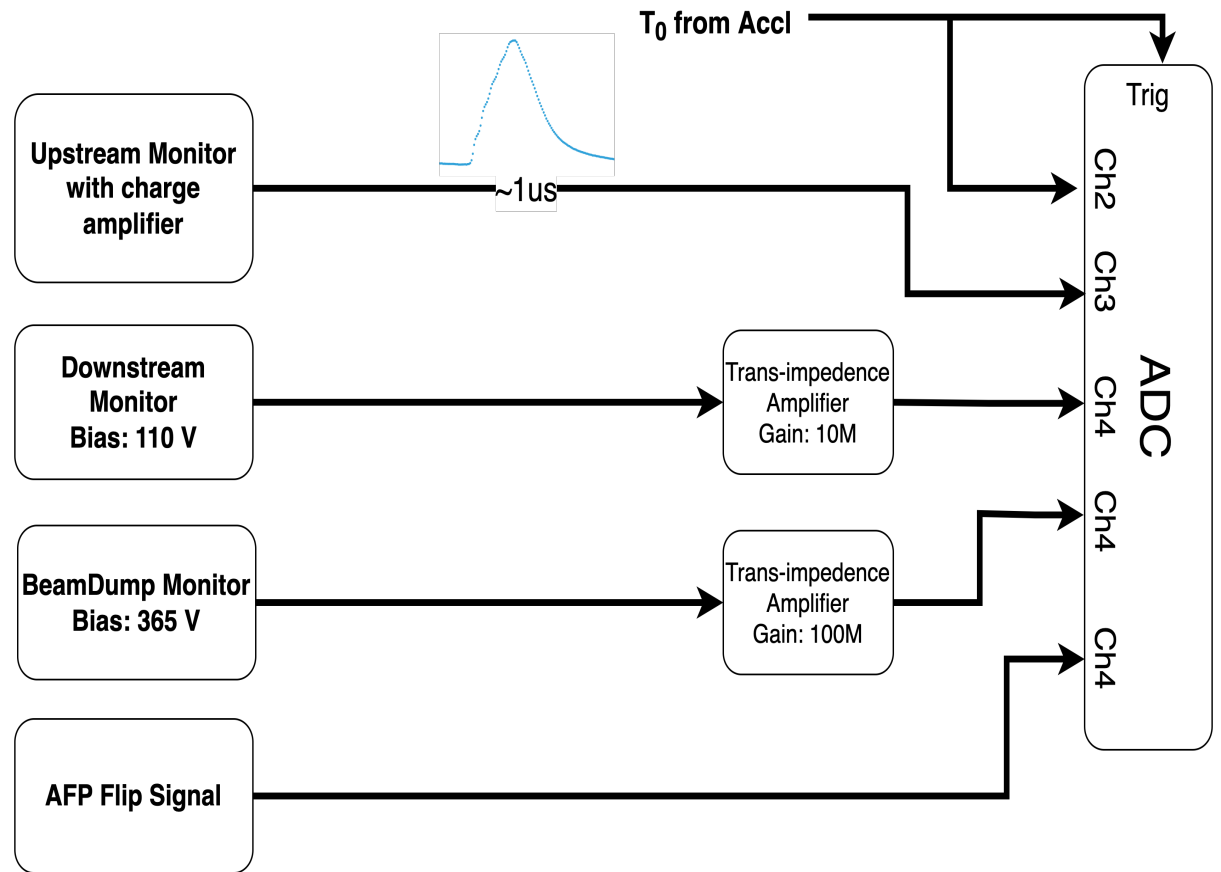 T0 from Accl
Trig
Upstream Monitor
with charge
amplifier
~1us
Ch2
Ch3
Downstream
Monitor
Bias: 110 V
Trans-impedence
Amplifier
Gain: 10M
Ch4
ADC
BeamDump Monitor
Bias: 365 V
Trans-impedence
Amplifier
Gain: 100M
Ch4
Ch4
AFP Flip Signal